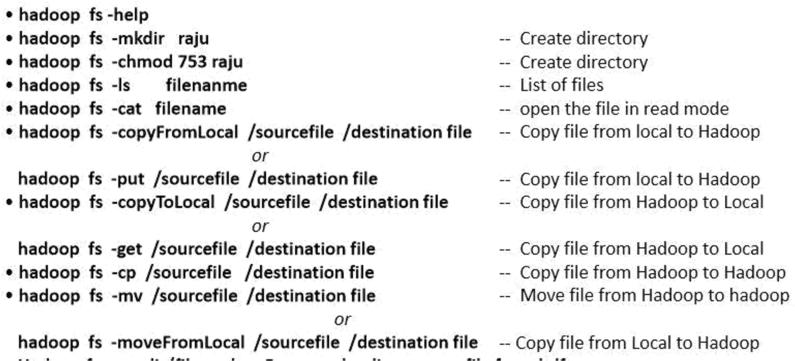 • hadoop fs -help
• hadoop fs -mkdir raju -- Create directory
• hadoop fs -chmod 753 raju -- Create directory
• hadoop fs -ls filenanme -- List of files
• hadoop fs -cat filename -- open the file in read mode
• hadoop fs -copyFromLocal /sourcefile /destination file -- Copy file from local to Hadoop
or
hadoop fs -put /sourcefile /destination file -- Copy file from local to Hadoop
• hadoop fs -copyToLocal /sourcefile /destination file -- Copy file from Hadoop to Local
or
hadoop fs -get /sourcefile /destination file -- Copy file from Hadoop to Local
• hadoop fs -cp /sourcefile /destination file -- Copy file from Hadoop to Hadoop
• hadoop fs -mv /sourcefile /destination file -- Move file from Hadoop to hadoop
or
hadoop fs -moveFromLocal /sourcefile /destination file -- Copy file from Local to Hadoop